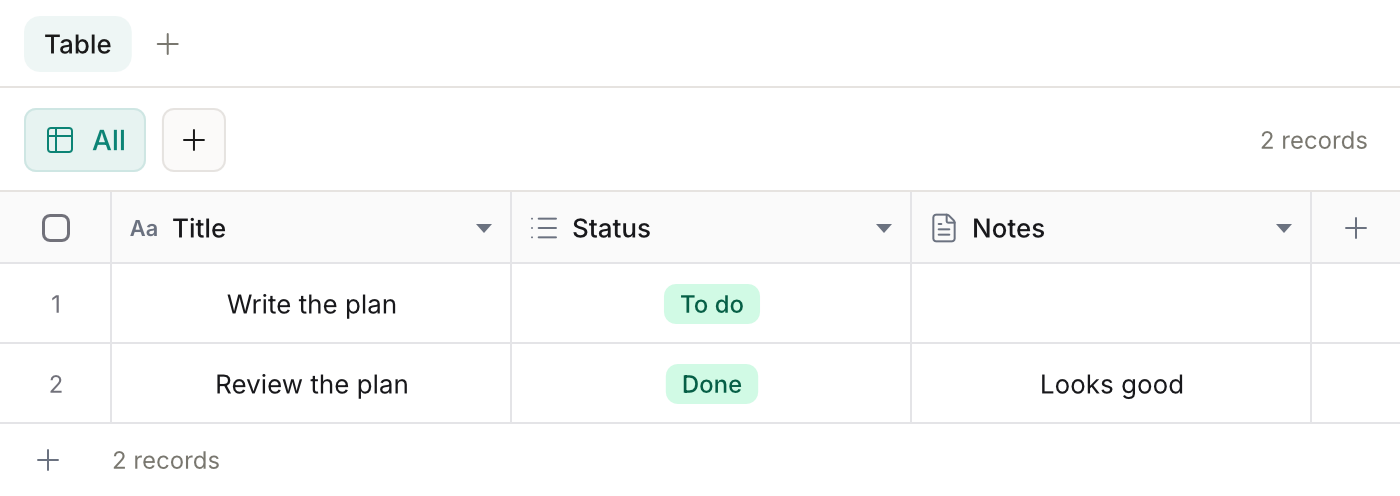 Table
All
2 records
Aa Title Status Notes
1 Write the plan To do
2 Review the plan Done Looks good
2 records